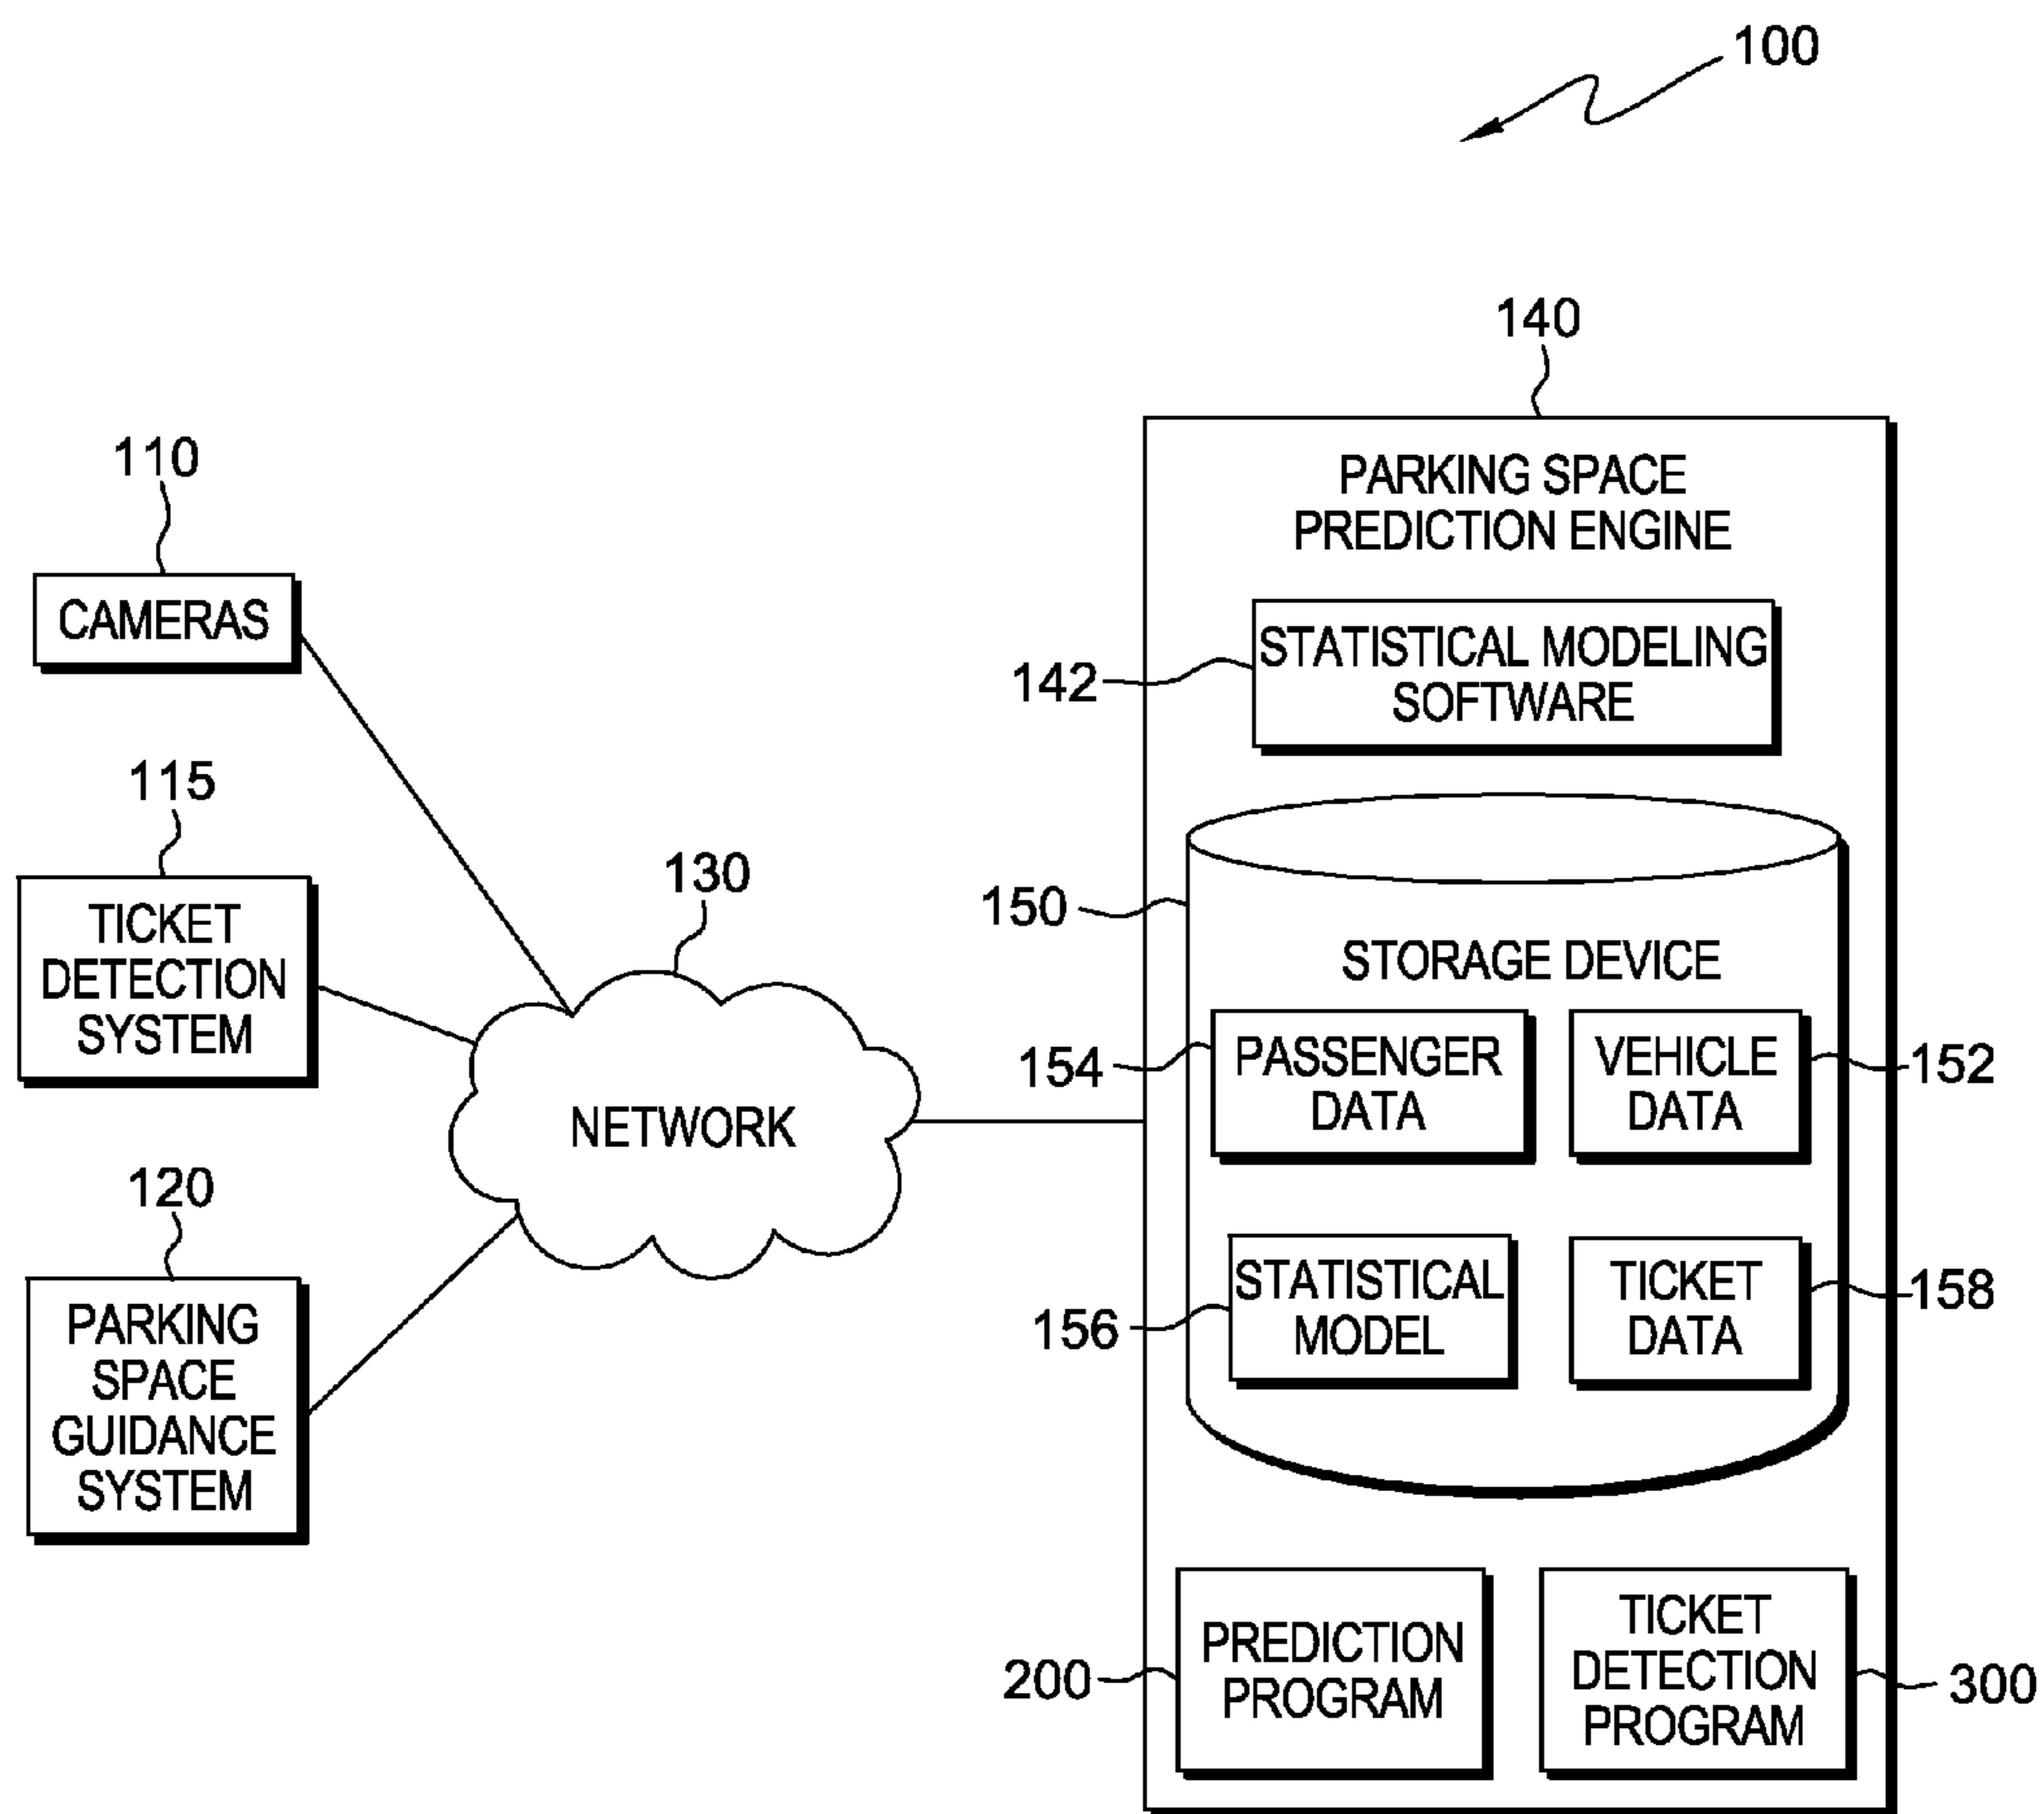 100
140
PARKING SPACE
PREDICTION ENGINE
110
CAMERAS
142
STATISTICAL MODELING
SOFTWARE
115
TICKET
DETECTION
SYSTEM
130
NETWORK
150
STORAGE DEVICE
154
PASSENGER
DATA
VEHICLE
DATA
152
120
PARKING
SPACE
GUIDANCE
SYSTEM
156
STATISTICAL
MODEL
TICKET
DATA
158
200
PREDICTION
PROGRAM
TICKET
DETECTION
PROGRAM
300